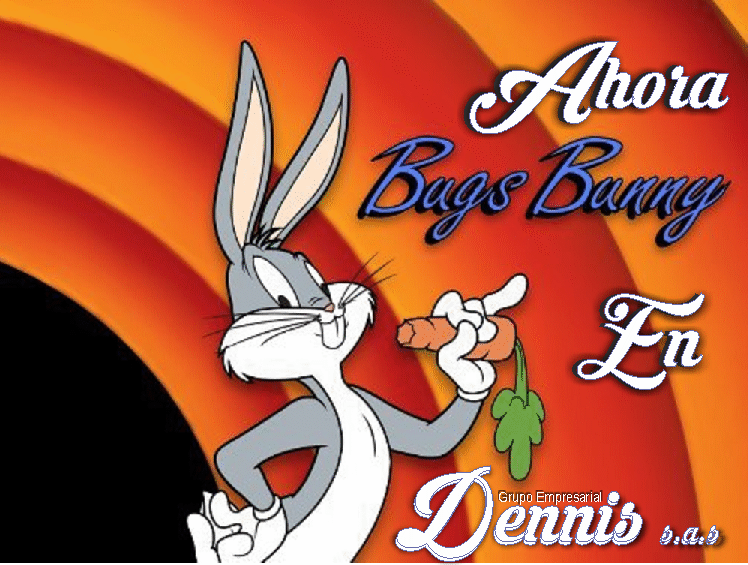 Ahora
Bugs Bunny
En
Grupo Empresarial
Dennis s.a.s